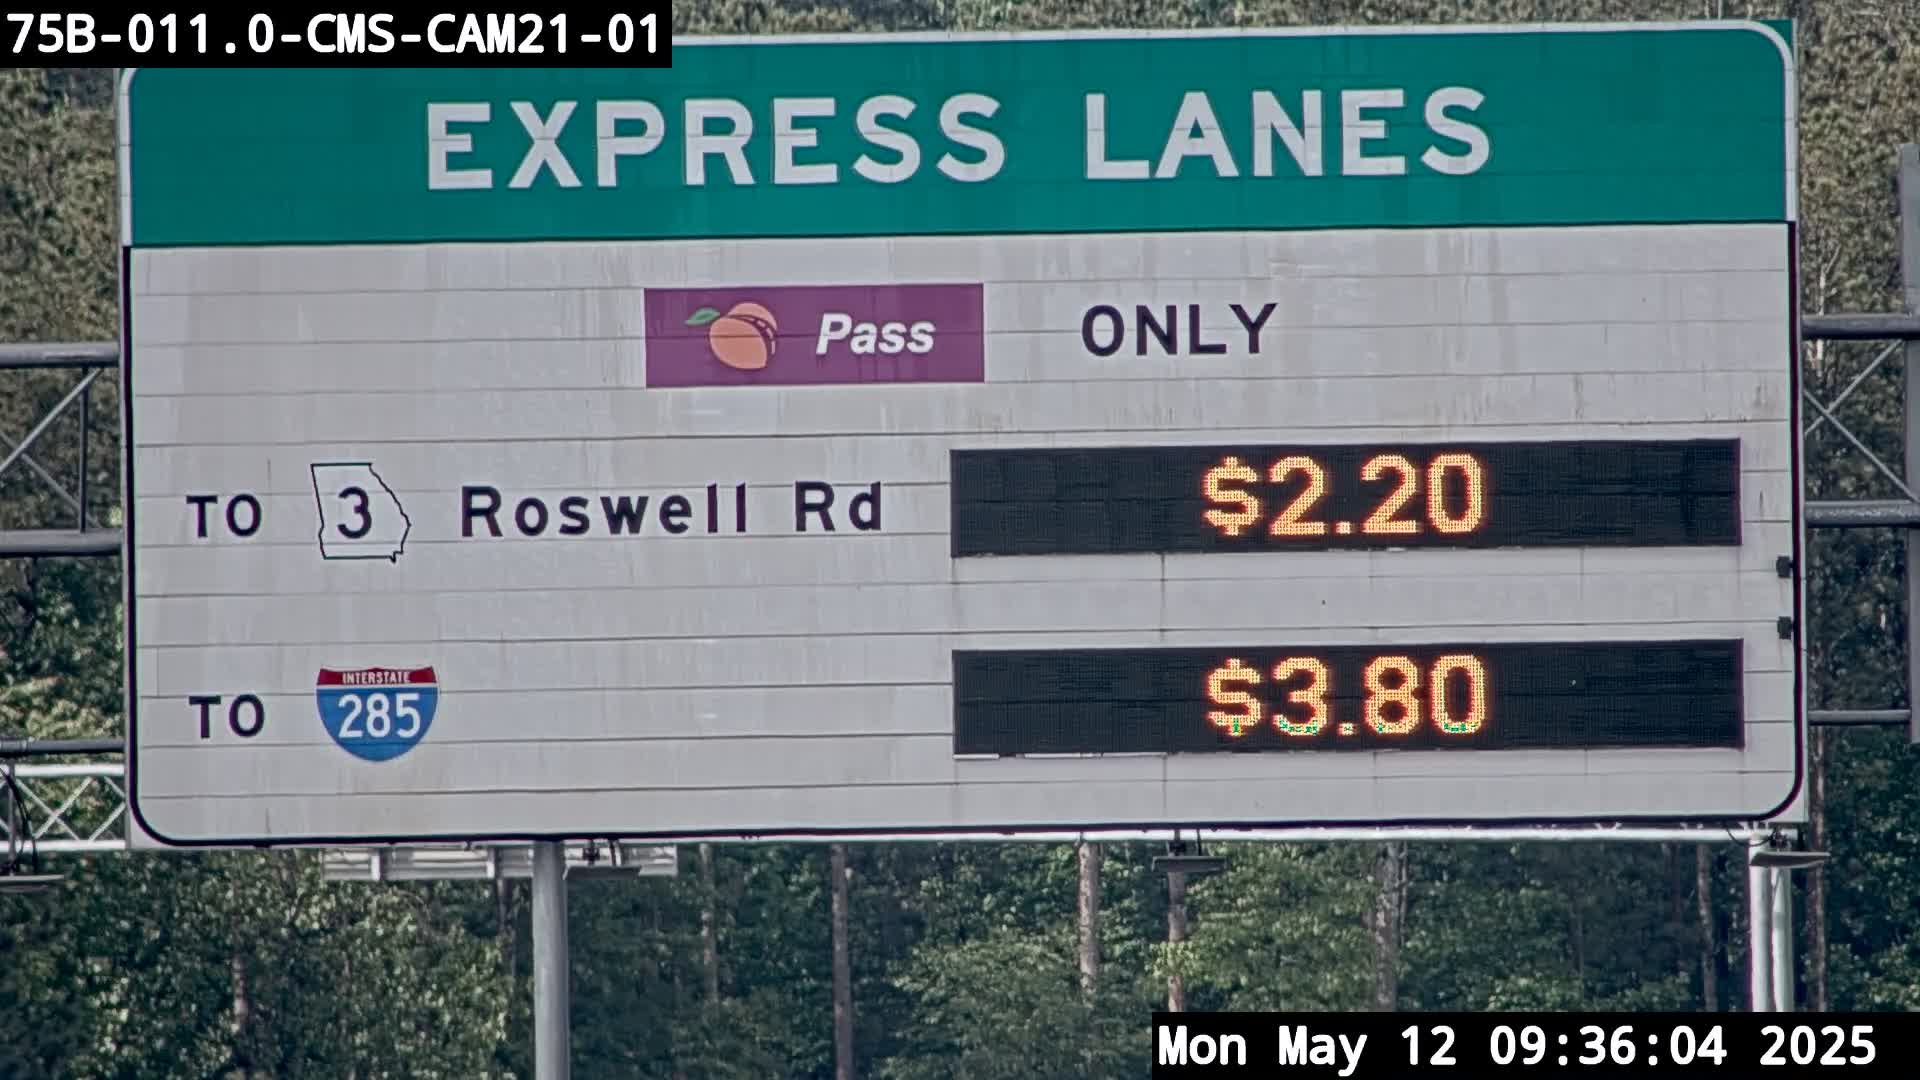 75B-011.0-CMS-CAM21-01
EXPRESS LANES
Pass ONLY
TO 3 Roswell Rd $2.20
TO INTERSTATE 285 $3.80
Mon May 12 09:36:04 2025